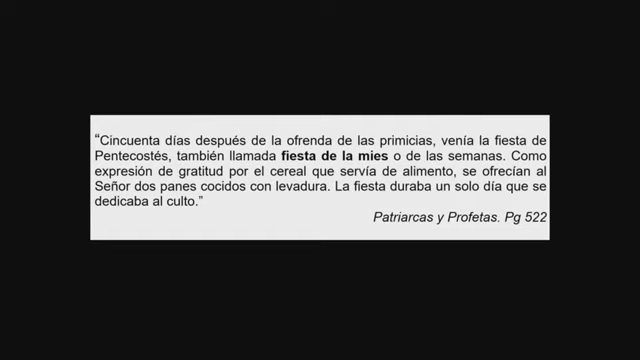 “Cincuenta días después de la ofrenda de las primicias, venía la fiesta de
Pentecostés, también llamada fiesta de la mies o de las semanas. Como
expresión de gratitud por el cereal que servía de alimento, se ofrecían al
Señor dos panes cocidos con levadura. La fiesta duraba un solo día que se
dedicaba al culto.”
Patriarcas y Profetas. Pg 522